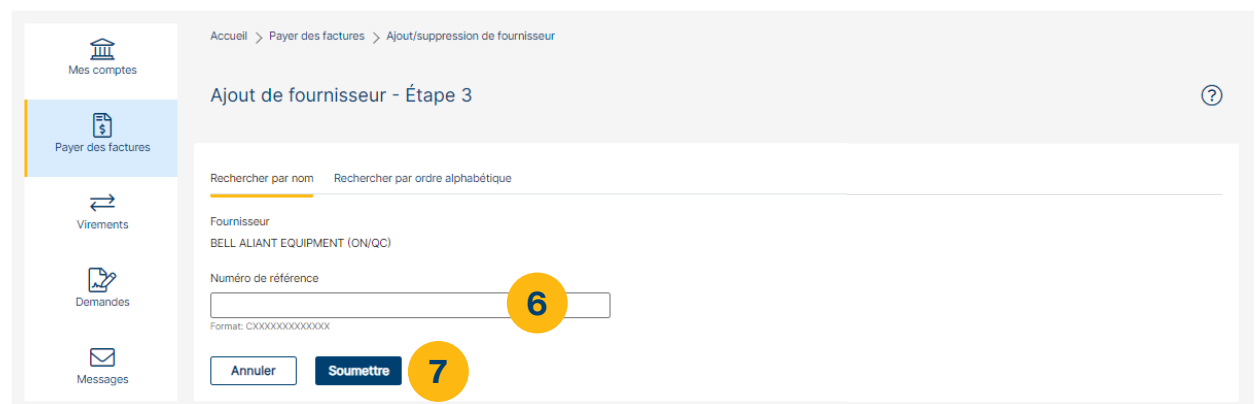 Accueil > Payer des factures > Ajout/suppression de fournisseur
Mes comptes
Ajout de fournisseur - Étape 3
?
$
Payer des factures
Rechercher par nom Rechercher par ordre alphabétique
Virements
Fournisseur
BELL ALIANT EQUIPMENT (ON/QC)
Numéro de référence
Demandes
6
Format: CXXXXXXXXXXXXX
Annuler Soumettre 7
Messages